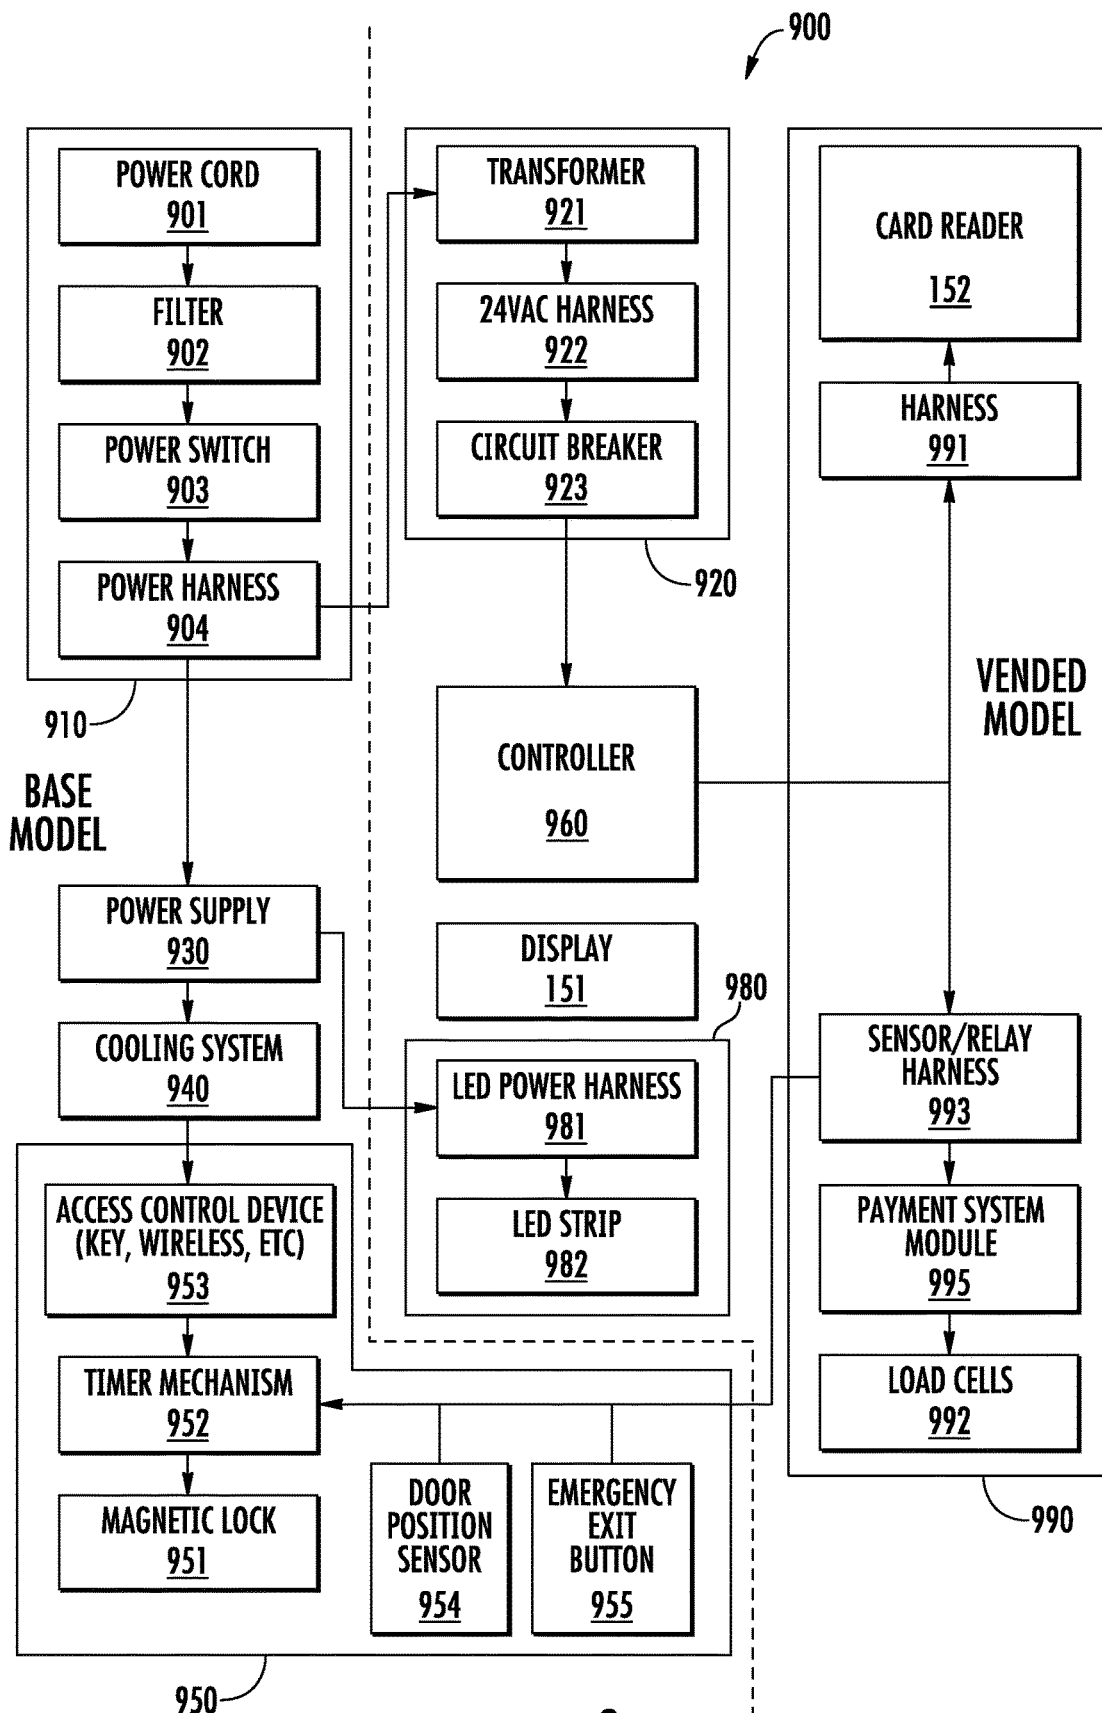 900
POWER CORD
901
FILTER
902
POWER SWITCH
903
POWER HARNESS
904
910
BASE
MODEL
POWER SUPPLY
930
COOLING SYSTEM
940
ACCESS CONTROL DEVICE
(KEY, WIRELESS, ETC)
953
TIMER MECHANISM
952
MAGNETIC LOCK
951
DOOR
POSITION
SENSOR
954
EMERGENCY
EXIT
BUTTON
955
950
TRANSFORMER
921
24VAC HARNESS
922
CIRCUIT BREAKER
923
920
CONTROLLER
960
DISPLAY
151
980
LED POWER HARNESS
981
LED STRIP
982
CARD READER
152
HARNESS
991
VENDED
MODEL
SENSOR/RELAY
HARNESS
993
PAYMENT SYSTEM
MODULE
995
LOAD CELLS
992
990